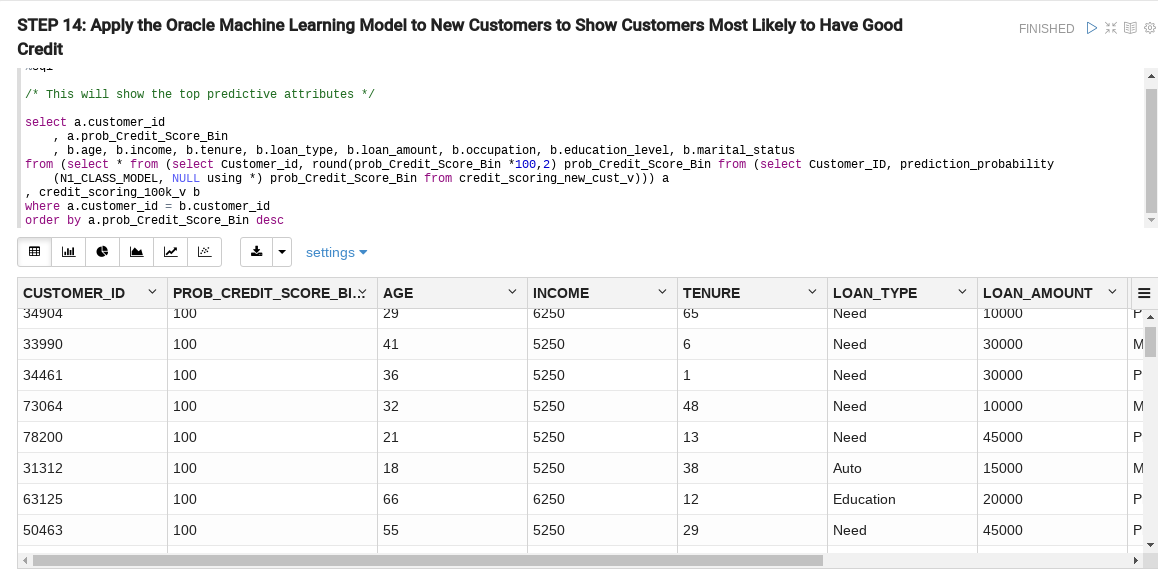 STEP 14: Apply the Oracle Machine Learning Model to New Customers to Show Customers Most Likely to Have Good
Credit
FINISHED
%sql
/* This will show the top predictive attributes */
select a.customer_id
, a.prob_Credit_Score_Bin
, b.age, b.income, b.tenure, b.loan_type, b.loan_amount, b.occupation, b.education_level, b.marital_status
from (select * from (select Customer_id, round(prob_Credit_Score_Bin *100,2) prob_Credit_Score_Bin from (select Customer_ID, prediction_probability
(N1_CLASS_MODEL, NULL using *) prob_Credit_Score_Bin from credit_scoring_new_cust_v))) a
, credit_scoring_100k_v b
where a.customer_id = b.customer_id
order by a.prob_Credit_Score_Bin desc
settings
CUSTOMER_ID PROB_CREDIT_SCORE_BI... AGE INCOME TENURE LOAN_TYPE LOAN_AMOUNT
34904 100 29 6250 65 Need 10000 P
33990 100 41 5250 6 Need 30000 M
34461 100 36 5250 1 Need 30000 P
73064 100 32 5250 48 Need 10000 M
78200 100 21 5250 13 Need 45000 P
31312 100 18 5250 38 Auto 15000 M
63125 100 66 6250 12 Education 20000 P
50463 100 55 5250 29 Need 45000 P